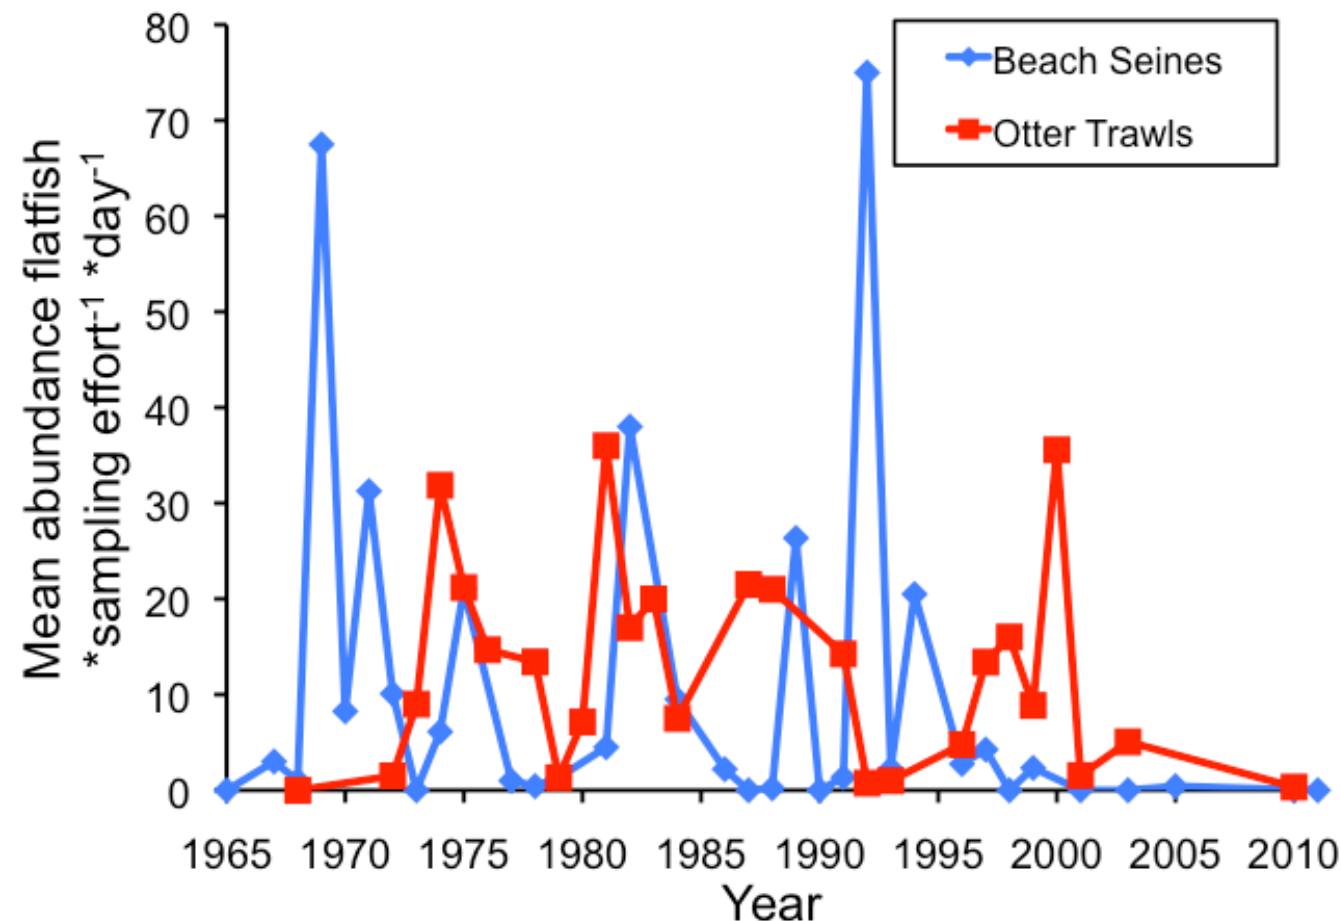 Mean abundance flatfish
*sampling effort⁻¹ *day⁻¹
80
70
60
50
40
30
20
10
0
Beach Seines
Otter Trawls
1965 1970 1975 1980 1985 1990 1995 2000 2005 2010
Year